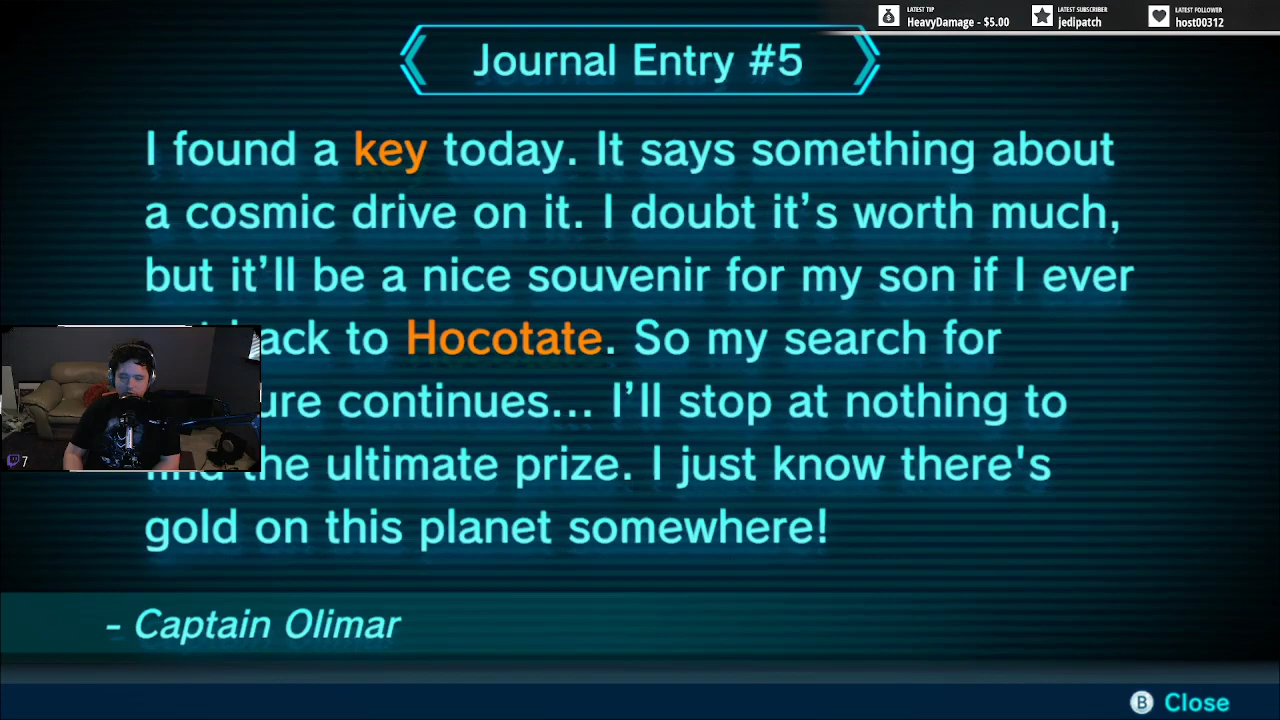 LATEST TIP
HeavyDamage - $5.00
LATEST SUBSCRIBER
jedipatch
LATEST FOLLOWER
host00312
Journal Entry #5
I found a key today. It says something about
a cosmic drive on it. I doubt it's worth much,
but it'll be a nice souvenir for my son if I ever
back to Hocotate. So my search for
continues... I'll stop at nothing to
find the ultimate prize. I just know there's
gold on this planet somewhere!
7
- Captain Olimar
B Close